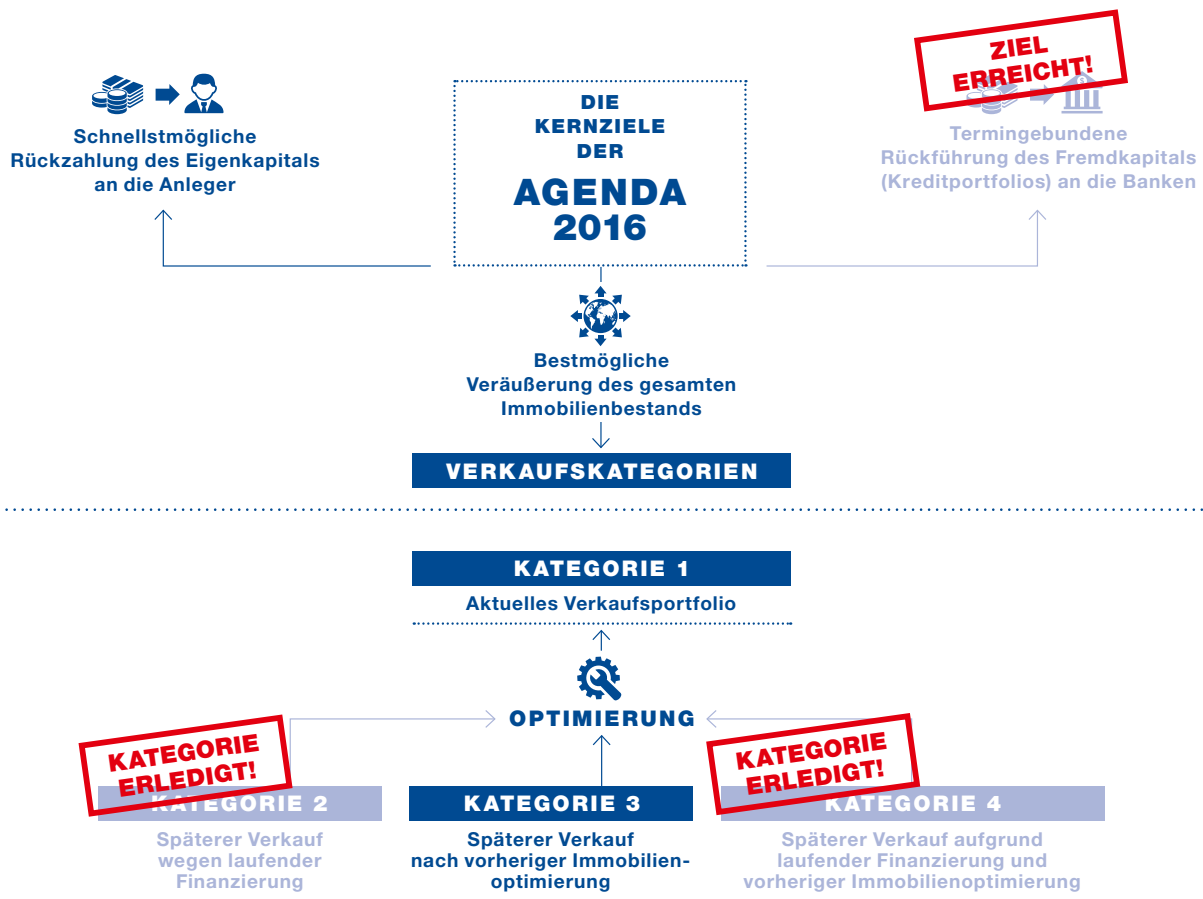 DIE
KERNZIELE
DER
AGENDA
2016
Schnellstmögliche
Rückzahlung des Eigenkapitals
an die Anleger
ZIEL
ERREICHT!
Termingebundene
Rückführung des Fremdkapitals
(Kreditportfolios) an die Banken
Bestmögliche
Veräußerung des gesamten
Immobilienbestands
VERKAUFSKATEGORIEN
KATEGORIE 1
Aktuelles Verkaufsportfolio
OPTIMIERUNG
KATEGORIE
ERLEDIGT!
KATEGORIE 2
Späterer Verkauf
wegen laufender
Finanzierung
KATEGORIE 3
Späterer Verkauf
nach vorheriger Immobilien-
optimierung
KATEGORIE
ERLEDIGT!
KATEGORIE 4
Späterer Verkauf aufgrund
laufender Finanzierung und
vorheriger Immobilienoptimierung